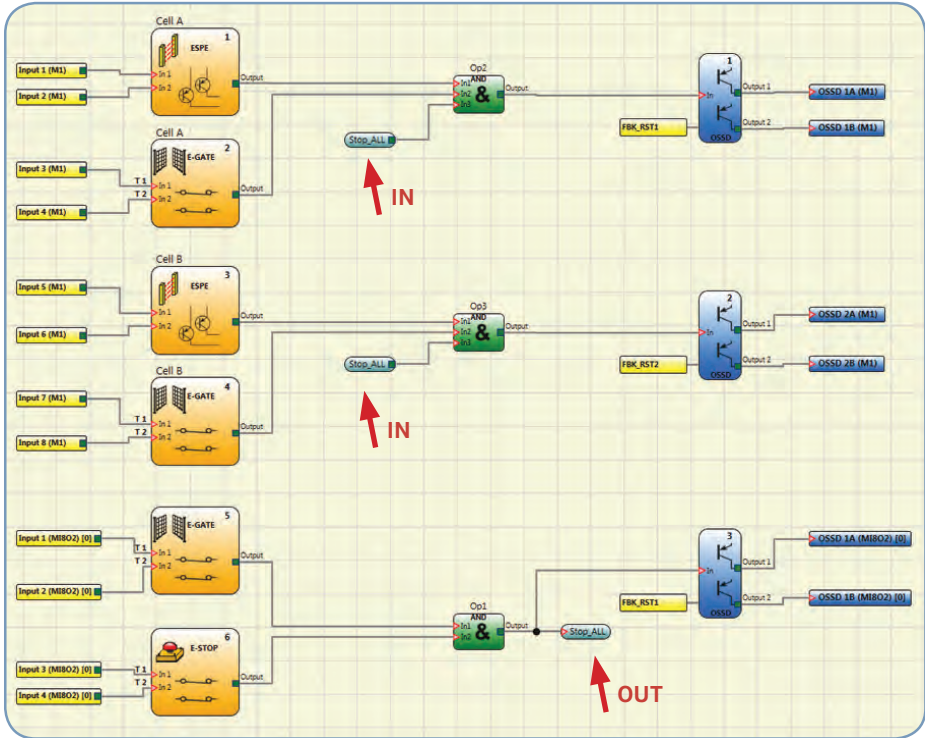 Cell A
1
ESPE
Input 1 (M1)
In 1
Input 2 (M1)
In 2
Output
Op2
AND
In1
In2
In3
&
Output
1
In
Output 1
OSSD 1A (M1)
Output 2
OSSD 1B (M1)
FBK_RST1
OSSD
Stop_ALL
IN
Cell A
2
E-GATE
Input 3 (M1)
T 1
In 1
T 2
In 2
Input 4 (M1)
Output
Cell B
3
ESPE
Input 5 (M1)
In 1
Input 6 (M1)
In 2
Output
Op3
AND
In1
In2
In3
&
Output
2
In
Output 1
OSSD 2A (M1)
Output 2
OSSD 2B (M1)
FBK_RST2
OSSD
Stop_ALL
IN
Cell B
4
E-GATE
Input 7 (M1)
T 1
In 1
T 2
In 2
Input 8 (M1)
Output
5
E-GATE
Input 1 (MI8O2) [0]
T 1
In 1
T 2
In 2
Input 2 (MI8O2) [0]
Output
Op1
AND
In1
In2
&
Output
Stop_ALL
OUT
3
In
Output 1
OSSD 1A (MI8O2) [0]
Output 2
OSSD 1B (MI8O2) [0]
FBK_RST1
OSSD
6
E-STOP
Input 3 (MI8O2) [0]
T 1
In 1
Input 4 (MI8O2) [0]
T 2
In 2
Output